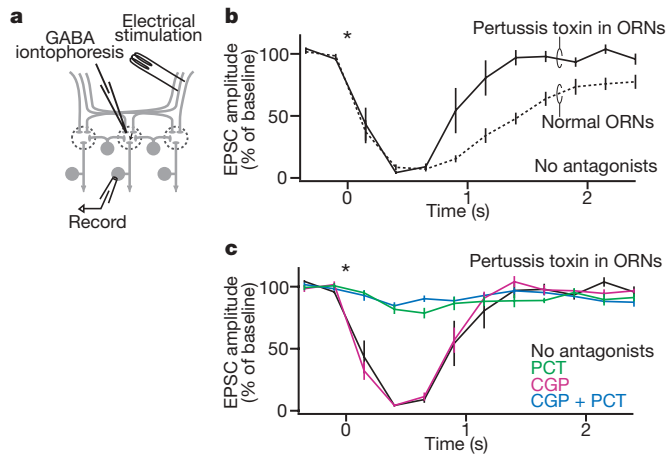 a
GABA
iontophoresis
Electrical
stimulation
Record
b
*
Pertussis toxin in ORNs
Normal ORNs
No antagonists
EPSC amplitude
(% of baseline)
100
50
0
0
1
2
Time (s)
c
*
Pertussis toxin in ORNs
No antagonists
PCT
CGP
CGP + PCT
EPSC amplitude
(% of baseline)
100
50
0
0
1
2
Time (s)